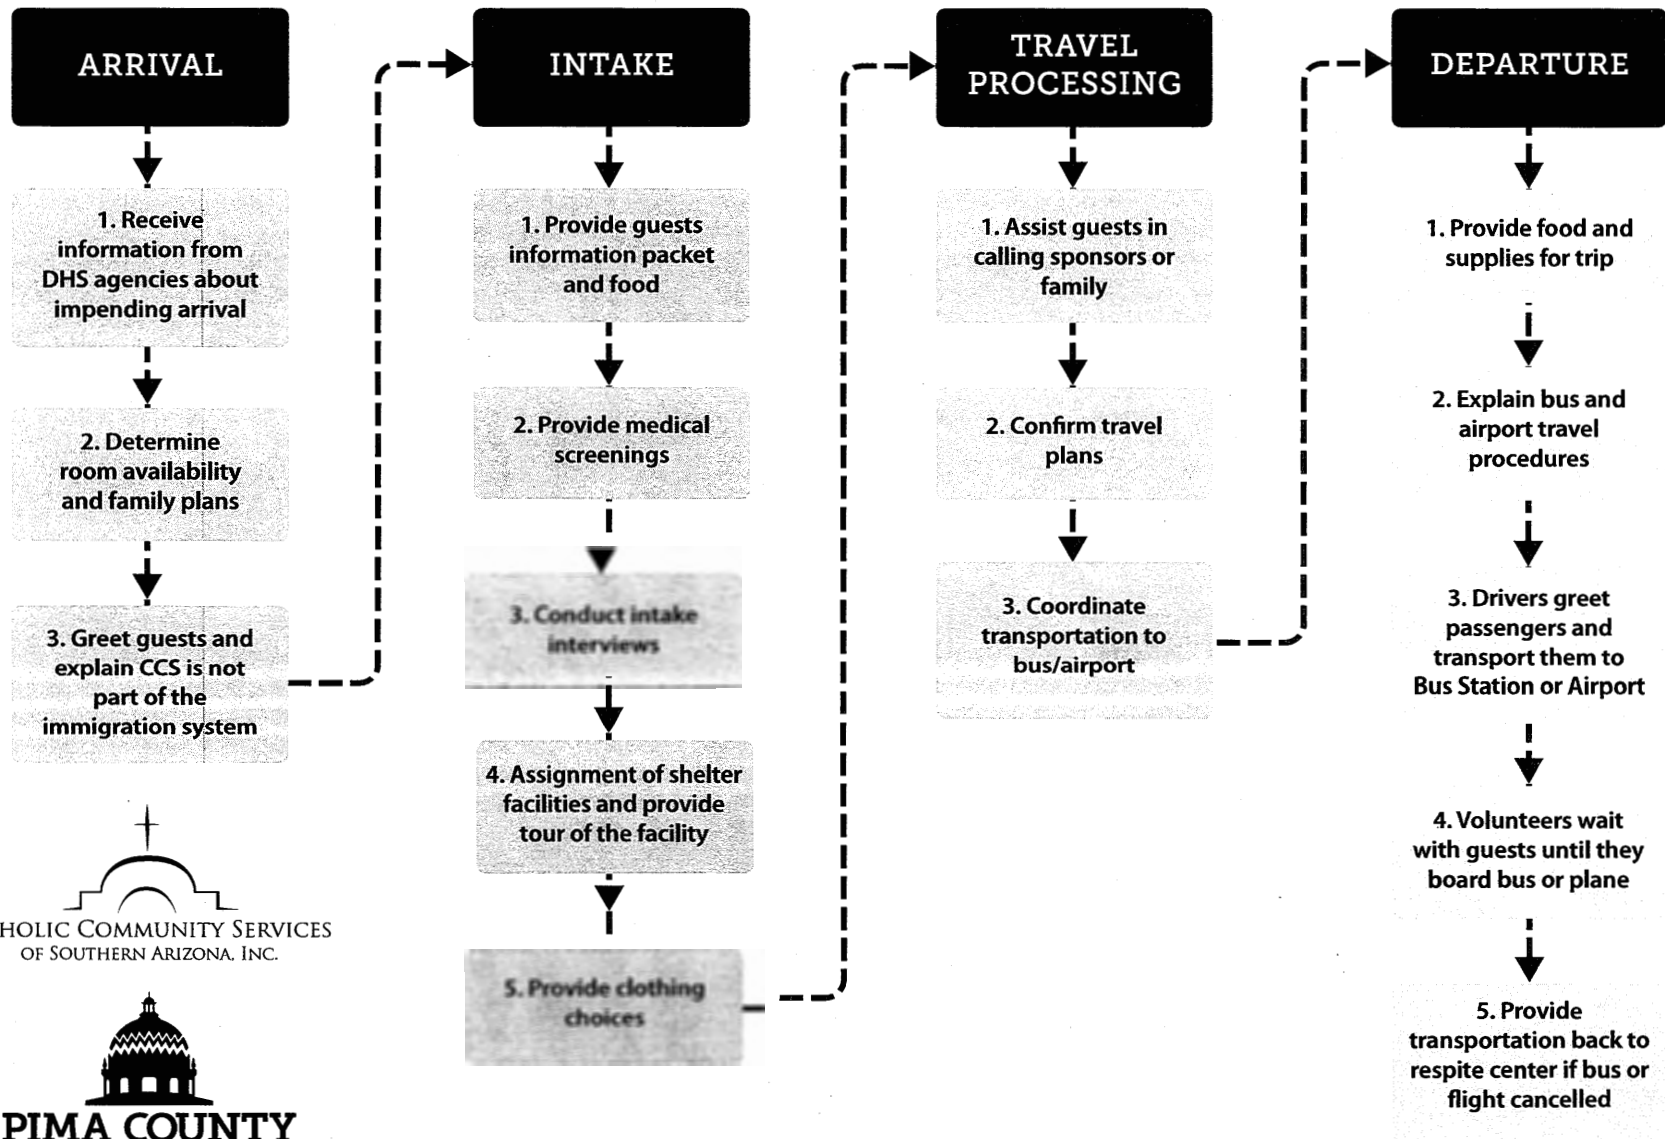 ARRIVAL
1. Receive
information from
DHS agencies about
impending arrival
2. Determine
room availability
and family plans
3. Greet guests and
explain CCS is not
part of the
immigration system
HOLIC COMMUNITY SERVICES
OF SOUTHERN ARIZONA, INC.
PIMA COUNTY
INTAKE
1. Provide guests
information packet
and food
2. Provide medical
screenings
3. Conduct intake
interviews
4. Assignment of shelter
facilities and provide
tour of the facility
5. Provide clothing
choices
TRAVEL
PROCESSING
1. Assist guests in
calling sponsors or
family
2. Confirm travel
plans
3. Coordinate
transportation to
bus/airport
DEPARTURE
1. Provide food and
supplies for trip
2. Explain bus and
airport travel
procedures
3. Drivers greet
passengers and
transport them to
Bus Station or Airport
4. Volunteers wait
with guests until they
board bus or plane
5. Provide
transportation back to
respite center if bus or
flight cancelled